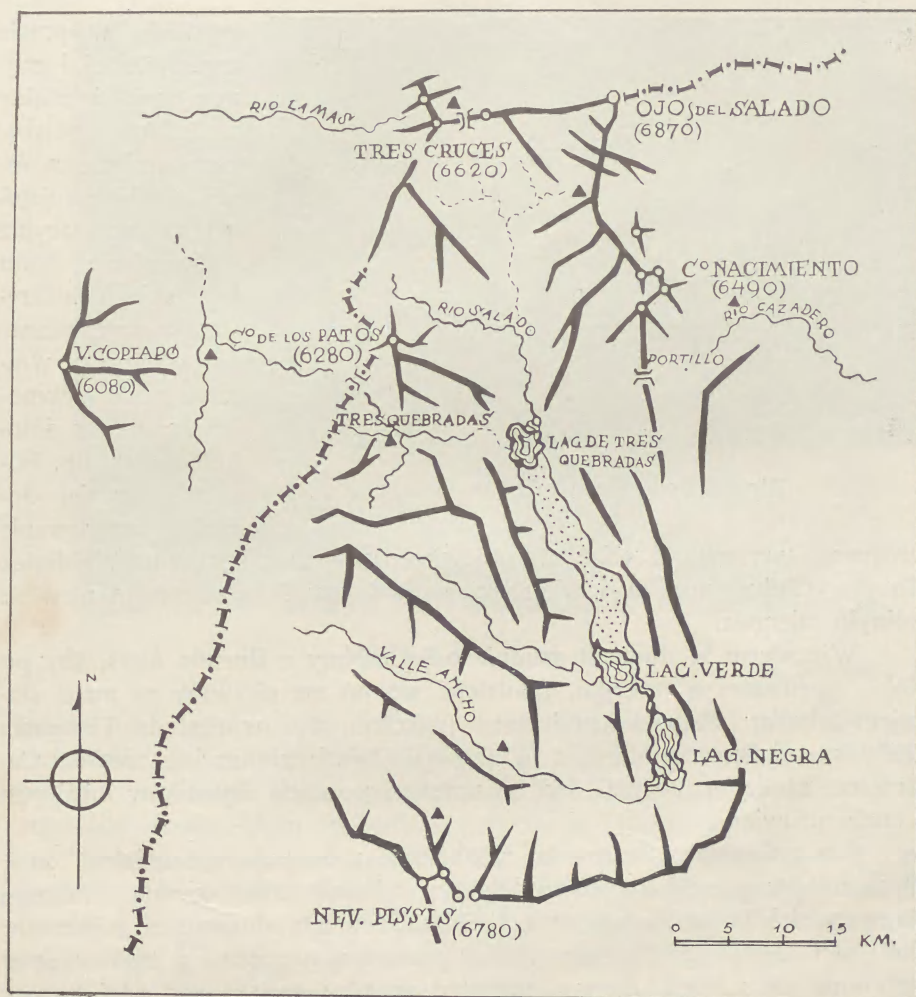 RIO LAMAS
OJOS DEL SALADO
(6870)
TRES CRUCES
(6620)
Cº NACIMIENTO
(6490)
RIO CAZADERO
RIO SALADO
Cº DE LOS PATOS
(6280)
V. COPIAPÓ
(6080)
PORTILLO
TRES QUEBRADAS
LAG. DE TRES
QUEBRADAS
VALLE ANCHO
LAG. VERDE
LAG. NEGRA
N
NEV. PISSIS
(6780)
0 5 10 15
KM.